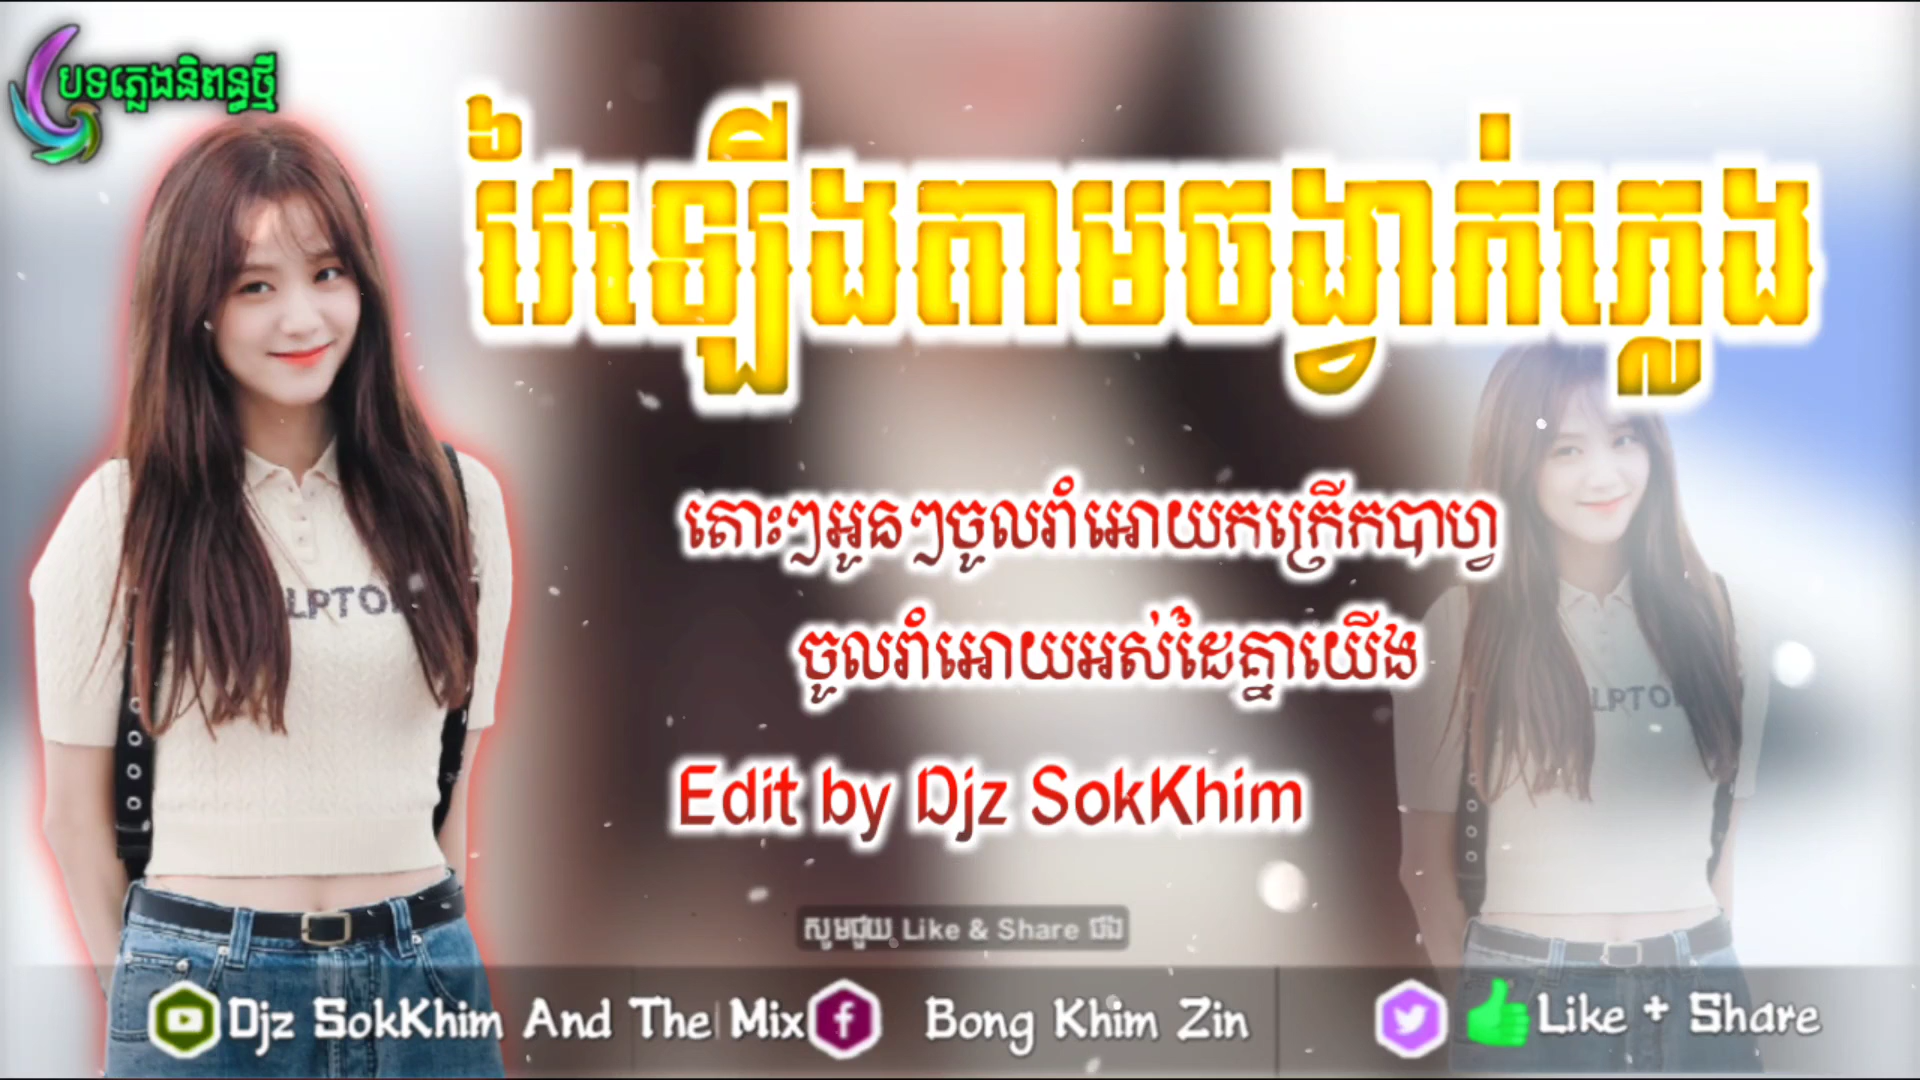 បទភ្លេងនិពន្ធថ្មី
វៃឡើងតាមចង្វាក់ភ្លេង
តោះៗអូនៗចូលរាំអោយកក្រើកបាហ្វ
ចូលរាំអោយអស់ដៃគ្នាយើង
Edit by Djz SokKhim
LPTO
LPTO
សូមជួយ Like & Share ផង
Djz SokKhim And The Mix
Bong Khim Zin
Like + Share